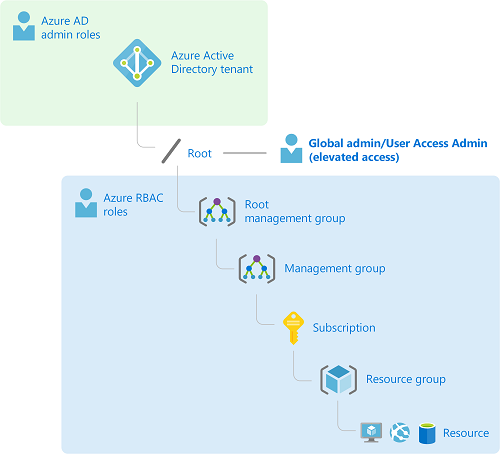 Azure AD
admin roles
Azure Active
Directory tenant
Root
Global admin/User Access Admin
(elevated access)
Azure RBAC
roles
Root
management group
Management group
Subscription
Resource group
Resource